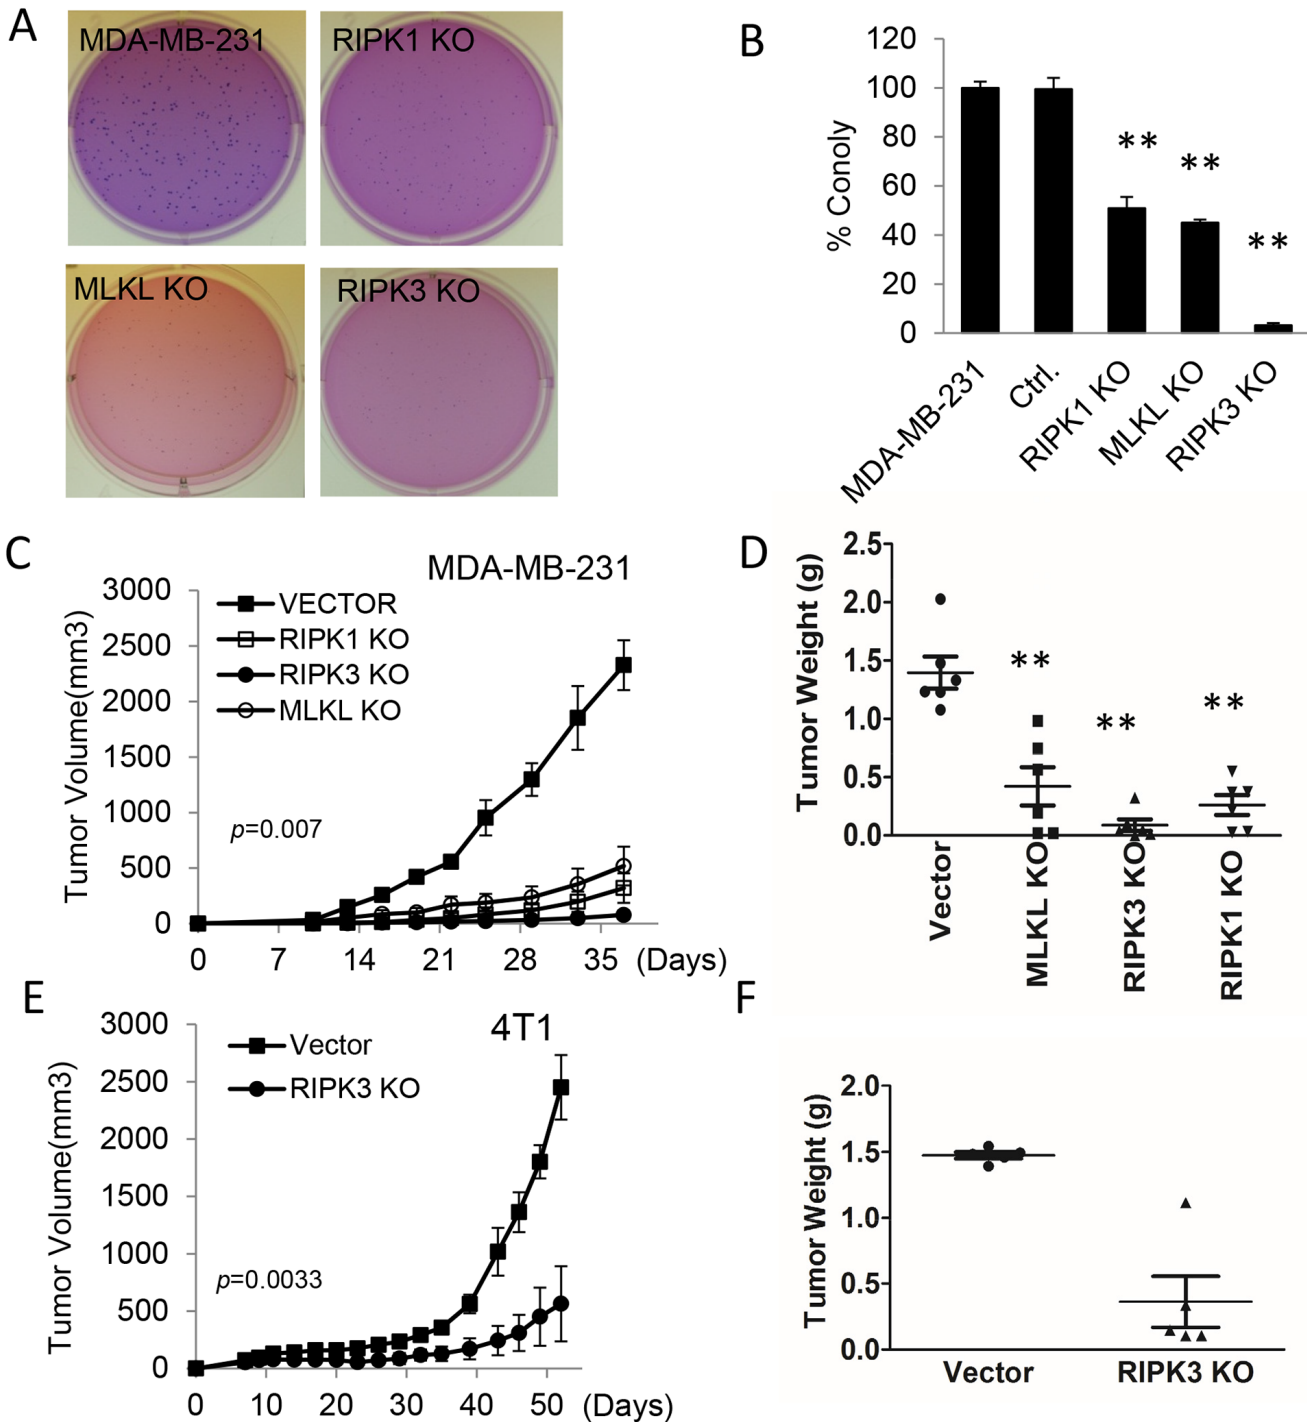 A
MDA-MB-231
RIPK1 KO
MLKL KO
RIPK3 KO
B
120
100
80
60
40
20
0
% Conoly
**
**
**
MDA-MB-231
Ctrl.
RIPK1 KO
MLKL KO
RIPK3 KO
C
MDA-MB-231
3000
2500
2000
1500
1000
500
0
Tumor Volume(mm3)
VECTOR
RIPK1 KO
RIPK3 KO
MLKL KO
p=0.007
0 7 14 21 28 35 (Days)
D
2.5
2.0
1.5
1.0
0.5
0.0
Tumor Weight (g)
**
**
**
Vector
MLKL KO
RIPK3 KO
RIPK1 KO
E
4T1
3000
2500
2000
1500
1000
500
0
Tumor Volume(mm3)
Vector
RIPK3 KO
p=0.0033
0 10 20 30 40 50 (Days)
F
2.0
1.5
1.0
0.5
0.0
Tumor Weight (g)
Vector RIPK3 KO